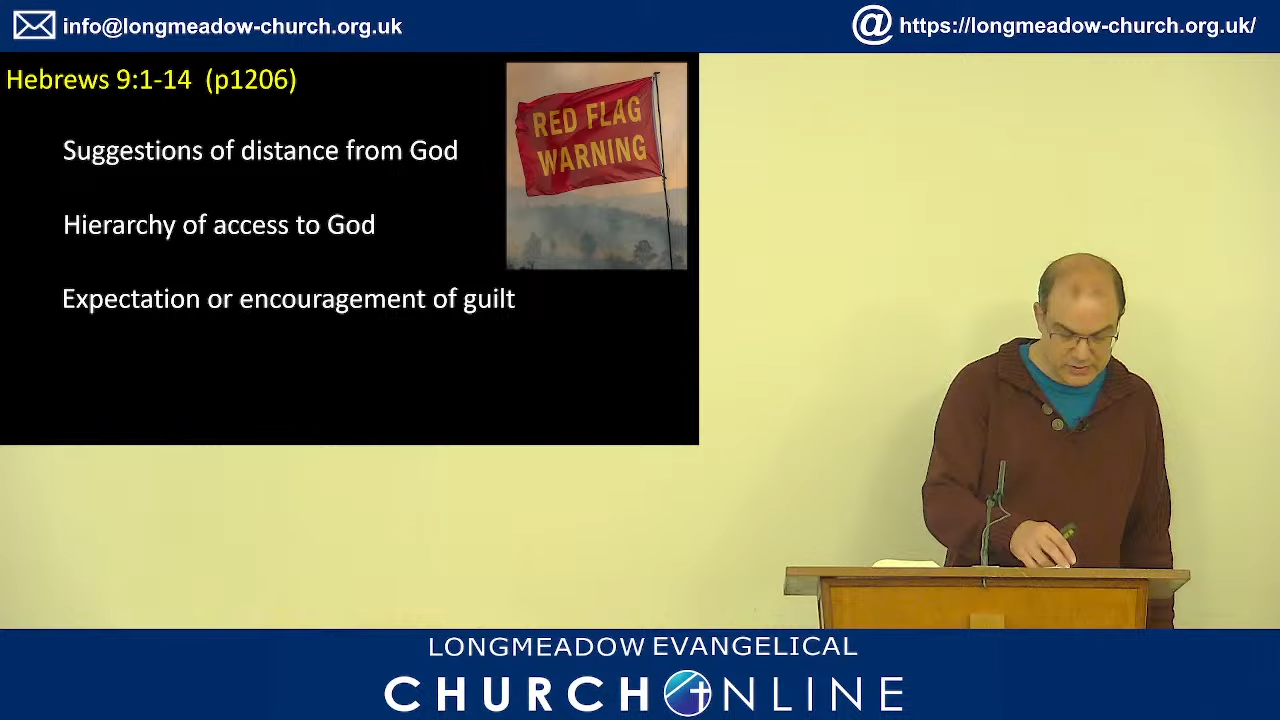 info@longmeadow-church.org.uk
https://longmeadow-church.org.uk/
Hebrews 9:1-14 (p1206)
RED FLAG
WARNING
Suggestions of distance from God
Hierarchy of access to God
Expectation or encouragement of guilt
LONGMEADOW EVANGELICAL
CHURCH ONLINE